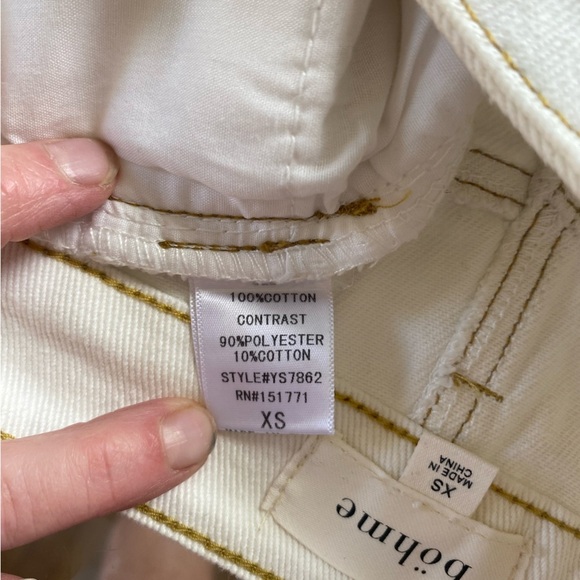 100%COTTON
CONTRAST
90%POLYESTER
10%COTTON
STYLE#YS7862
RN#151771
XS
XS
MADE IN
CHINA
böhme